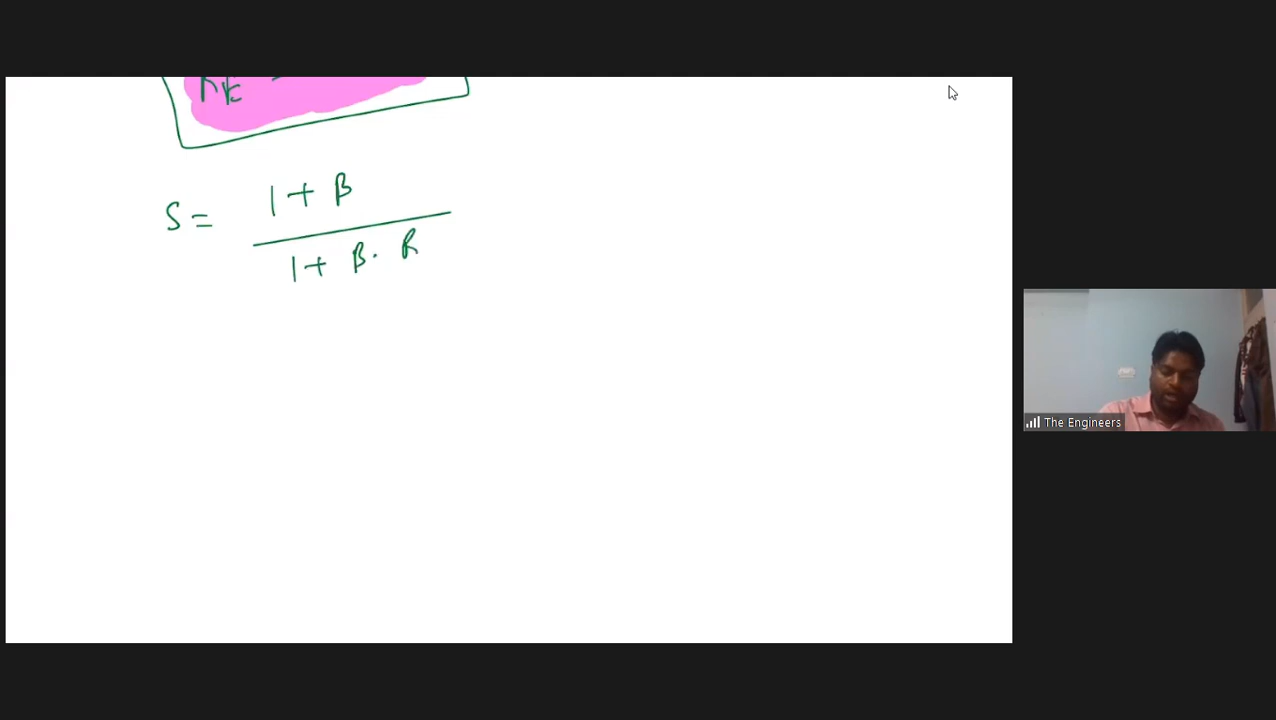 S = 1 + β
1 + β · R
The Engineers